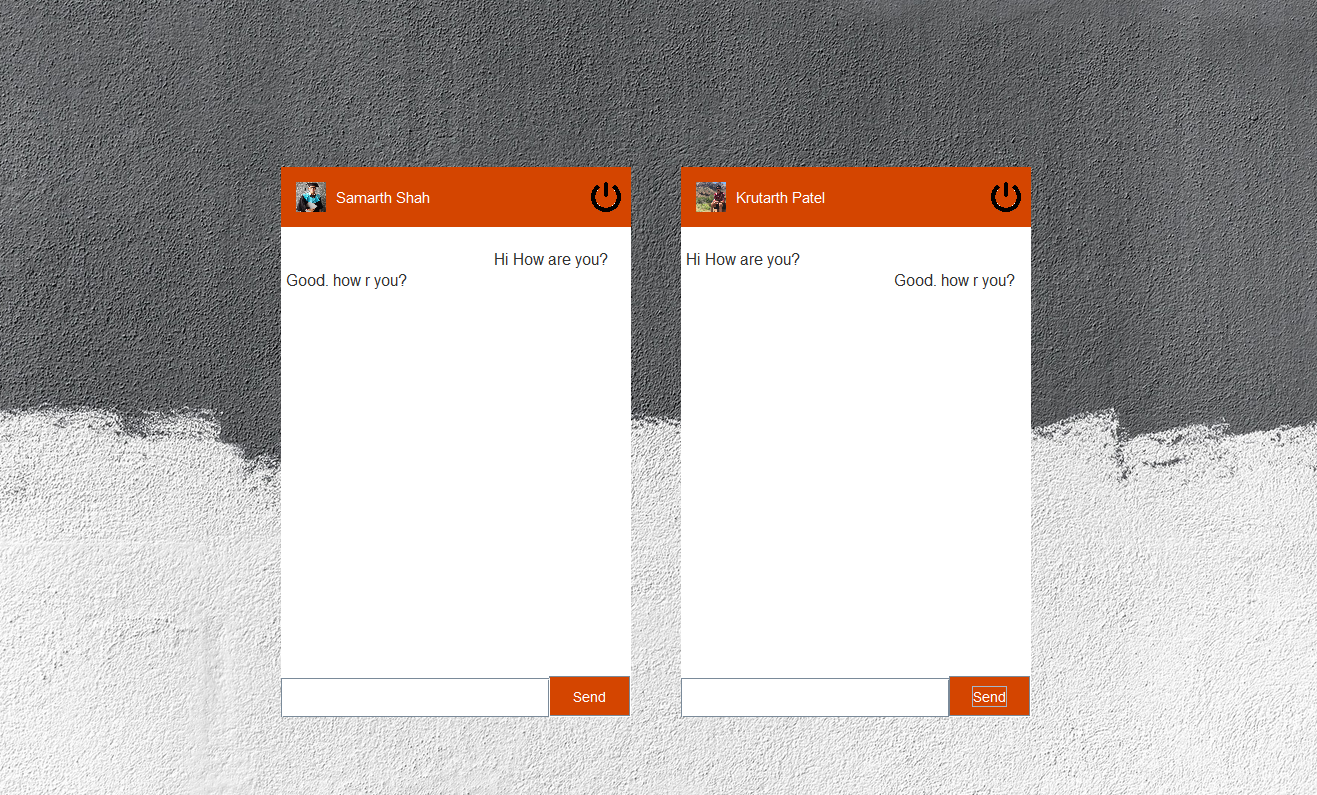 Samarth Shah
Hi How are you?
Good. how r you?
Send
Krutarth Patel
Hi How are you?
Good. how r you?
Send